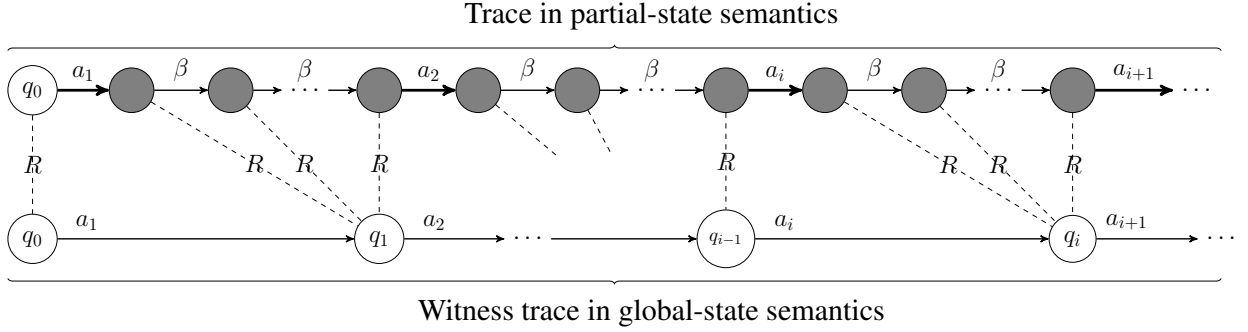 Trace in partial-state semantics
q₀ a₁ β β ··· a₂ β β ··· aᵢ β β ··· aᵢ₊₁ ···
R R R R R R R R R
q₀ a₁ q₁ a₂ ··· qᵢ₋₁ aᵢ qᵢ aᵢ₊₁ ···
Witness trace in global-state semantics